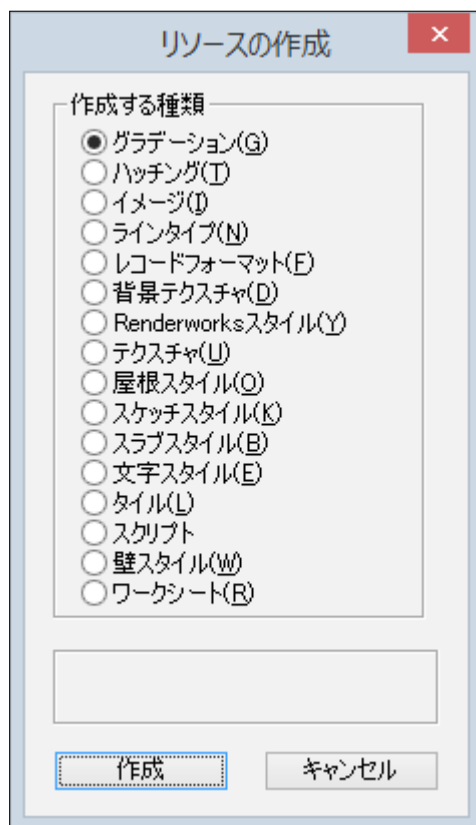 リソースの作成
作成する種類
グラデーション(G)
ハッチング(T)
イメージ(I)
ラインタイプ(N)
レコードフォーマット(F)
背景テクスチャ(D)
Renderworksスタイル(Y)
テクスチャ(U)
屋根スタイル(O)
スケッチスタイル(K)
スラブスタイル(B)
文字スタイル(E)
タイル(L)
スクリプト
壁スタイル(W)
ワークシート(R)
作成 キャンセル